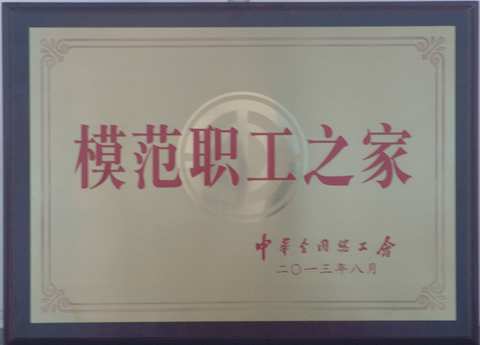 模范职工之家
中华全国总工会
二〇一三年八月